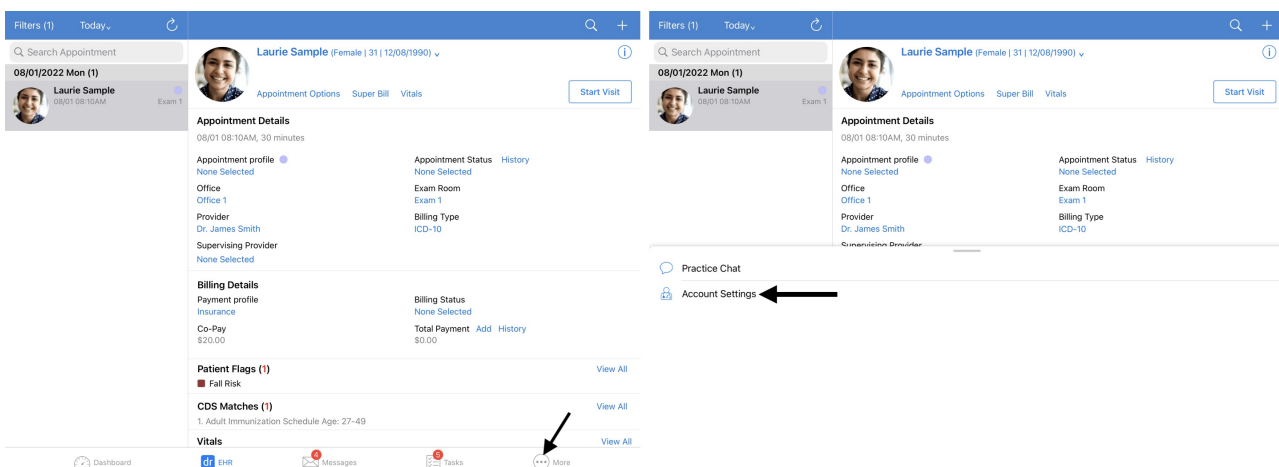 Filters (1) Today
Search Appointment
08/01/2022 Mon (1)
Laurie Sample
08/01 08:10AM Exam 1
Laurie Sample (Female | 31 | 12/08/1990)
Appointment Options Super Bill Vitals Start Visit
Appointment Details
08/01 08:10AM, 30 minutes
Appointment profile Appointment Status History
None Selected None Selected
Office Exam Room
Office 1 Exam 1
Provider Billing Type
Dr. James Smith ICD-10
Supervising Provider
None Selected
Billing Details
Payment profile Billing Status
Insurance None Selected
Co-Pay Total Payment Add History
$20.00 $0.00
Patient Flags (1) View All
Fall Risk
CDS Matches (1) View All
1. Adult Immunization Schedule Age: 27-49
Vitals View All
Dashboard dr EHR 4 Messages 5 Tasks More
Filters (1) Today
Search Appointment
08/01/2022 Mon (1)
Laurie Sample
08/01 08:10AM Exam 1
Laurie Sample (Female | 31 | 12/08/1990)
Appointment Options Super Bill Vitals Start Visit
Appointment Details
08/01 08:10AM, 30 minutes
Appointment profile Appointment Status History
None Selected None Selected
Office Exam Room
Office 1 Exam 1
Provider Billing Type
Dr. James Smith ICD-10
Supervising Provider
Practice Chat
Account Settings